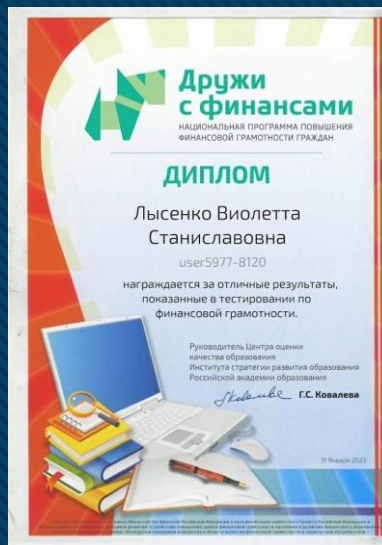 Дружи
с финансами
НАЦИОНАЛЬНАЯ ПРОГРАММА ПОВЫШЕНИЯ
ФИНАНСОВОЙ ГРАМОТНОСТИ ГРАЖДАН
ДИПЛОМ
Лысенко Виолетта
Станиславовна
user5977-8120
награждается за отличные результаты,
показанные в тестировании по
финансовой грамотности.
Руководитель Центра оценки
качества образования
Института стратегии развития образования
Российской академии образования
Г.С. Ковалева
31 Января 2023